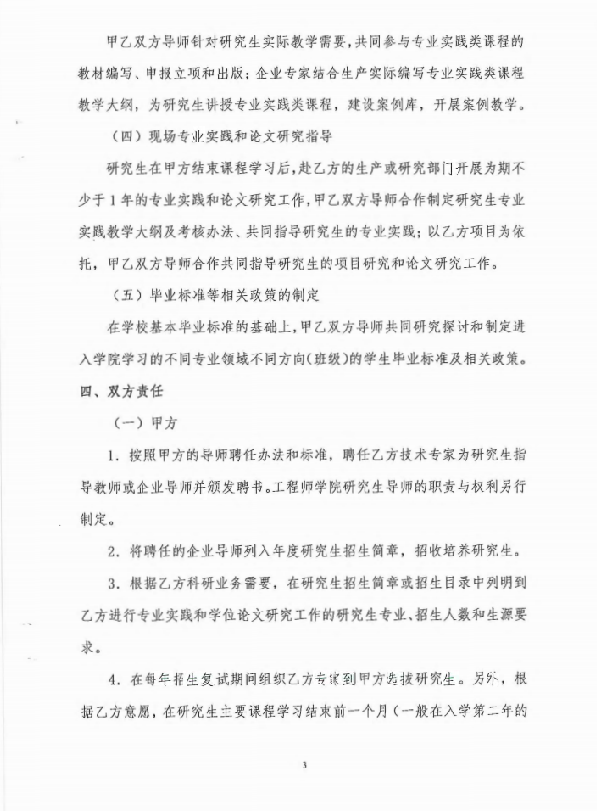 甲乙双方导师针对研究生实际教学需要，共同参与专业实践类课程的
教材编写、申报立项和出版；企业专家结合生产实际编写专业实践类课程
教学大纲，为研究生讲授专业实践类课程，建设案例库，开展案例教学。
（四）现场专业实践和论文研究指导
研究生在甲方结束课程学习后，赴乙方的生产或研究部门开展为期不
少于 1 年的专业实践和论文研究工作，甲乙双方导师合作制定研究生专业
实践教学大纲及考核办法、共同指导研究生的专业实践；以乙方项目为依
托，甲乙双方导师合作共同指导研究生的项目研究和论文研究工作。
（五）毕业标准等相关政策的制定
在学校基本毕业标准的基础上，甲乙双方导师共同研究探讨和制定进
入学院学习的不同专业领域不同方向（班级）的学生毕业标准及相关政策。
四、双方责任
（一）甲方
1．按照甲方的导师聘任办法和标准，聘任乙方技术专家为研究生指
导教师或企业导师并颁发聘书。工程师学院研究生导师的职责与权利另行
制定。
2．将聘任的企业导师列入年度研究生招生简章，招收培养研究生。
3．根据乙方科研业务需要，在研究生招生简章或招生目录中列明到
乙方进行专业实践和学位论文研究工作的研究生专业、招生人数和生源要
求。
4．在每年招生复试期间组织乙方专家到甲方选拔研究生。另外，根
据乙方意愿，在研究生主要课程学习结束前一个月（一般在入学第二年的
3